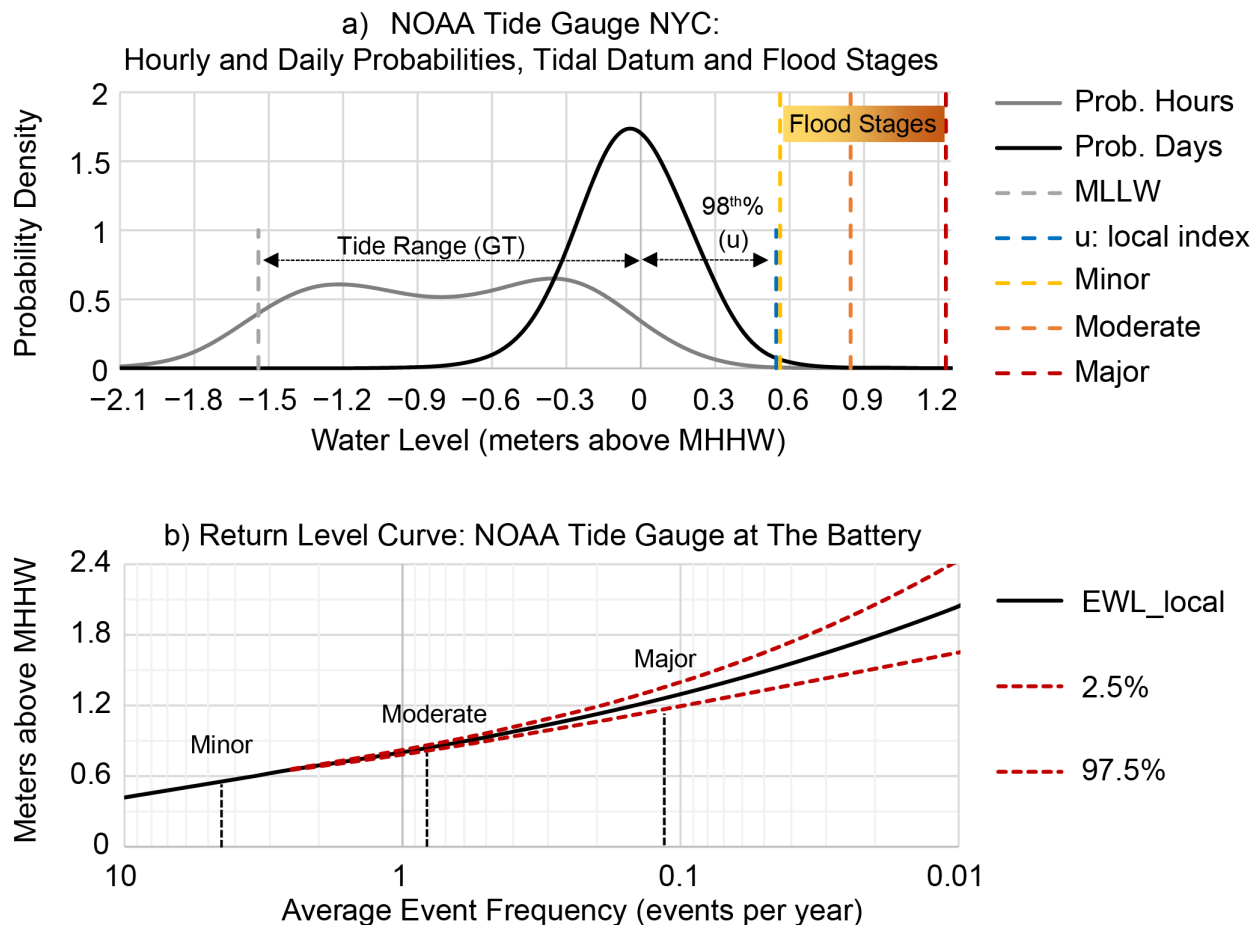 a) NOAA Tide Gauge NYC:
Hourly and Daily Probabilities, Tidal Datum and Flood Stages
Probability Density
2
1.5
1
0.5
0
Flood Stages
98th%
(u)
Tide Range (GT)
−2.1 −1.8 −1.5 −1.2 −0.9 −0.6 −0.3 0 0.3 0.6 0.9 1.2
Water Level (meters above MHHW)
Prob. Hours
Prob. Days
MLLW
u: local index
Minor
Moderate
Major
b) Return Level Curve: NOAA Tide Gauge at The Battery
Meters above MHHW
2.4
1.8
1.2
0.6
0
Major
Moderate
Minor
10 1 0.1 0.01
Average Event Frequency (events per year)
EWL_local
2.5%
97.5%